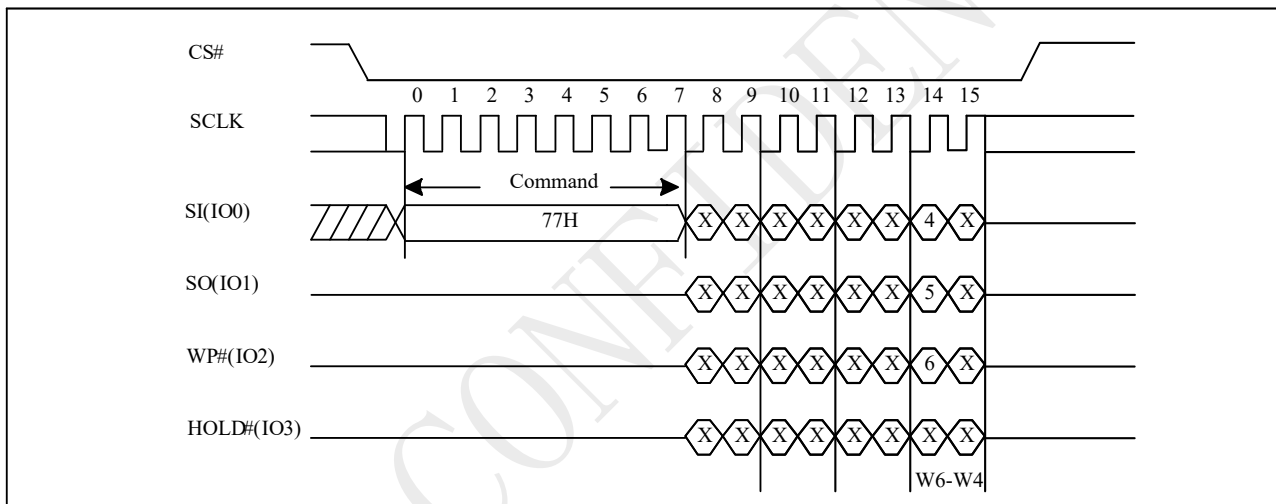 CS#
0 1 2 3 4 5 6 7 8 9 10 11 12 13 14 15
SCLK
Command
SI(IO0) 77H X X X X X X 4 X
SO(IO1) X X X X X X 5 X
WP#(IO2) X X X X X X 6 X
HOLD#(IO3) X X X X X X X X
W6-W4
CONFIDEN